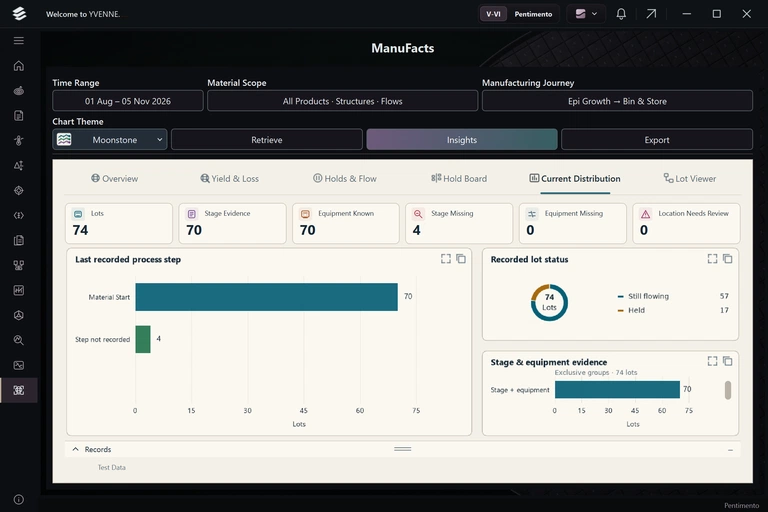 Welcome to YVENNE.
V-VI Pentimento
ManuFacts
Time Range
Material Scope
Manufacturing Journey
01 Aug – 05 Nov 2026
All Products · Structures · Flows
Epi Growth → Bin & Store
Chart Theme
Moonstone
Retrieve
Insights
Export
Overview
Yield & Loss
Holds & Flow
Hold Board
Current Distribution
Lot Viewer
Lots
74
Stage Evidence
70
Equipment Known
70
Stage Missing
4
Equipment Missing
0
Location Needs Review
0
Last recorded process step
Material Start
70
Step not recorded
4
0 15 30 45 60 75
Lots
Recorded lot status
74
Lots
Still flowing 57
Held 17
Stage & equipment evidence
Exclusive groups · 74 lots
Stage + equipment
70
0 15 30 45 60 75
Lots
Records
Test Data
Pentimento